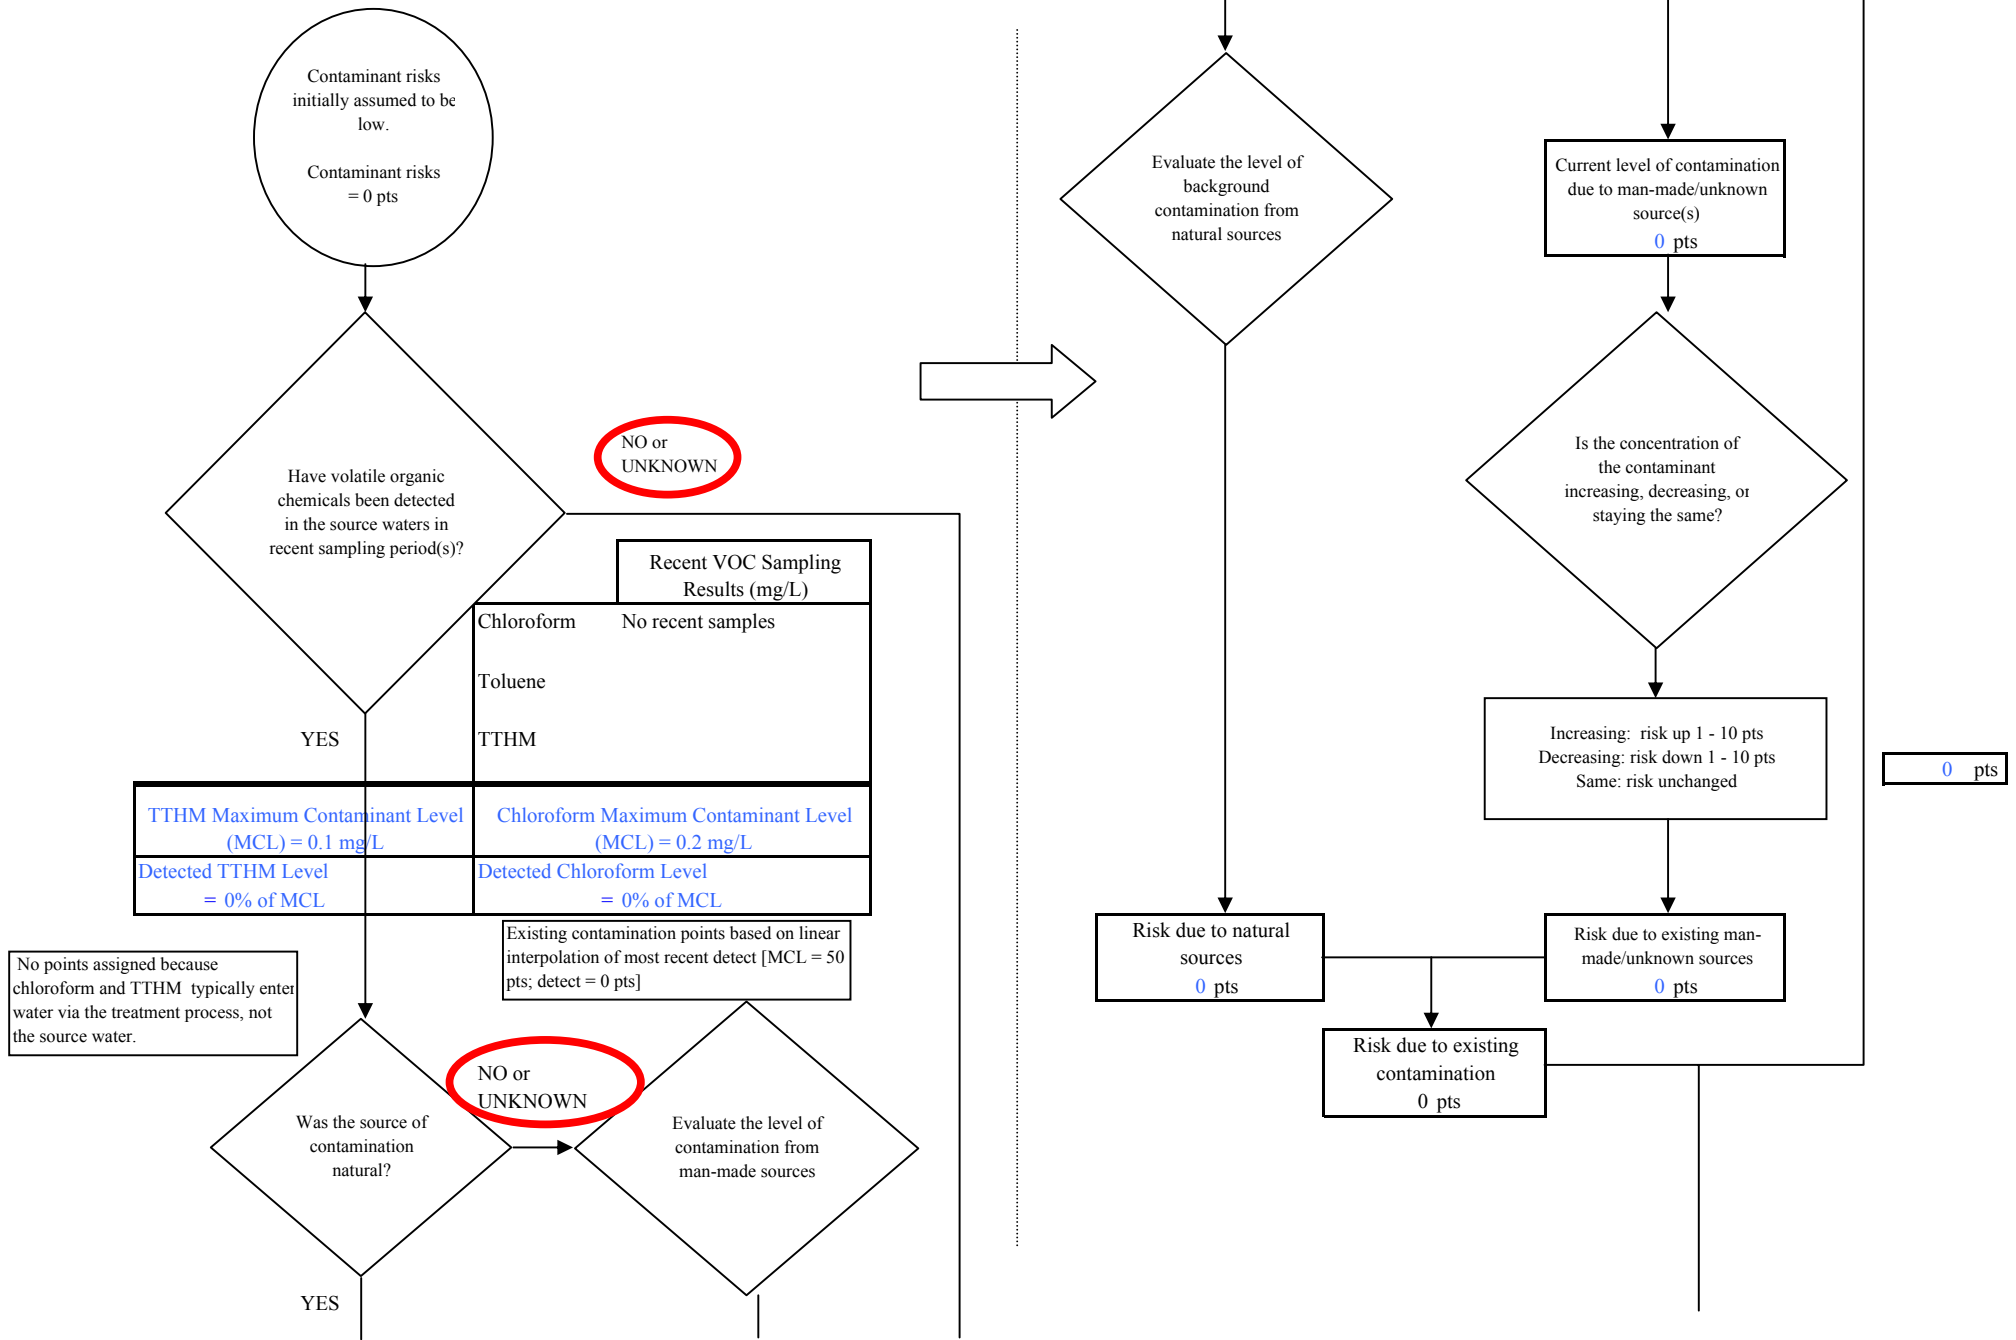 Contaminant risks
initially assumed to be
low.
Contaminant risks
= 0 pts
Have volatile organic
chemicals been detected
in the source waters in
recent sampling period(s)?
NO or
UNKNOWN
Recent VOC Sampling
Results (mg/L)
Chloroform No recent samples
Toluene
TTHM
YES
TTHM Maximum Contaminant Level
(MCL) = 0.1 mg/L
Chloroform Maximum Contaminant Level
(MCL) = 0.2 mg/L
Detected TTHM Level
= 0% of MCL
Detected Chloroform Level
= 0% of MCL
Existing contamination points based on linear
interpolation of most recent detect [MCL = 50
pts; detect = 0 pts]
No points assigned because
chloroform and TTHM typically enter
water via the treatment process, not
the source water.
Was the source of
contamination
natural?
NO or
UNKNOWN
Evaluate the level of
contamination from
man-made sources
YES
Evaluate the level of
background
contamination from
natural sources
Current level of contamination
due to man-made/unknown
source(s)
0 pts
Is the concentration of
the contaminant
increasing, decreasing, or
staying the same?
Increasing: risk up 1 - 10 pts
Decreasing: risk down 1 - 10 pts
Same: risk unchanged
0 pts
Risk due to natural
sources
0 pts
Risk due to existing man-
made/unknown sources
0 pts
Risk due to existing
contamination
0 pts